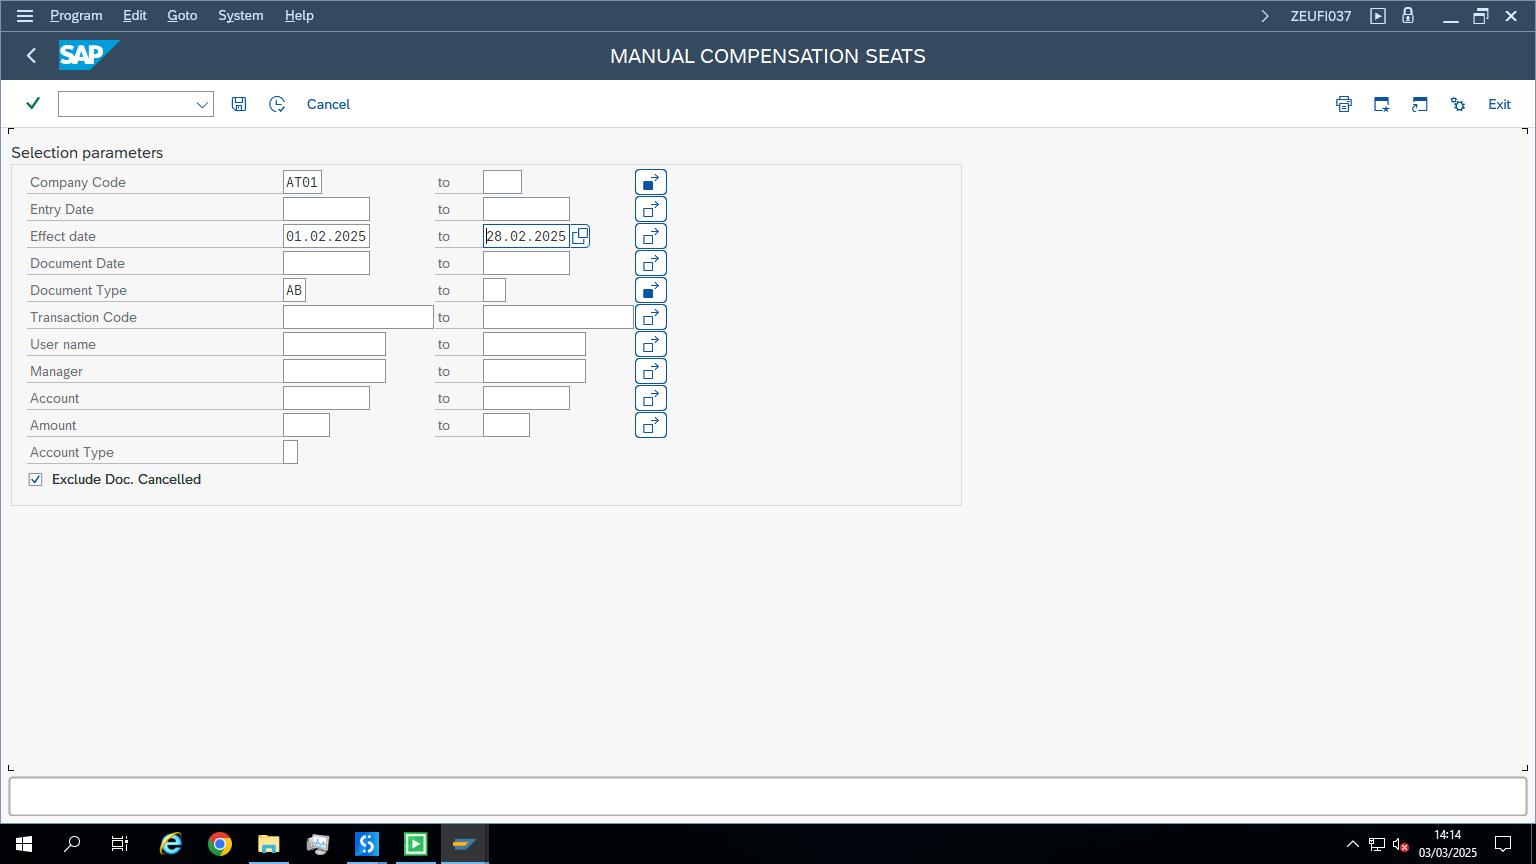 Program Edit Goto System Help ZEUFI037
SAP MANUAL COMPENSATION SEATS
Cancel Exit
Selection parameters
Company Code AT01 to
Entry Date to
Effect date 01.02.2025 to 28.02.2025
Document Date to
Document Type AB to
Transaction Code to
User name to
Manager to
Account to
Amount to
Account Type
Exclude Doc. Cancelled
14:14
03/03/2025